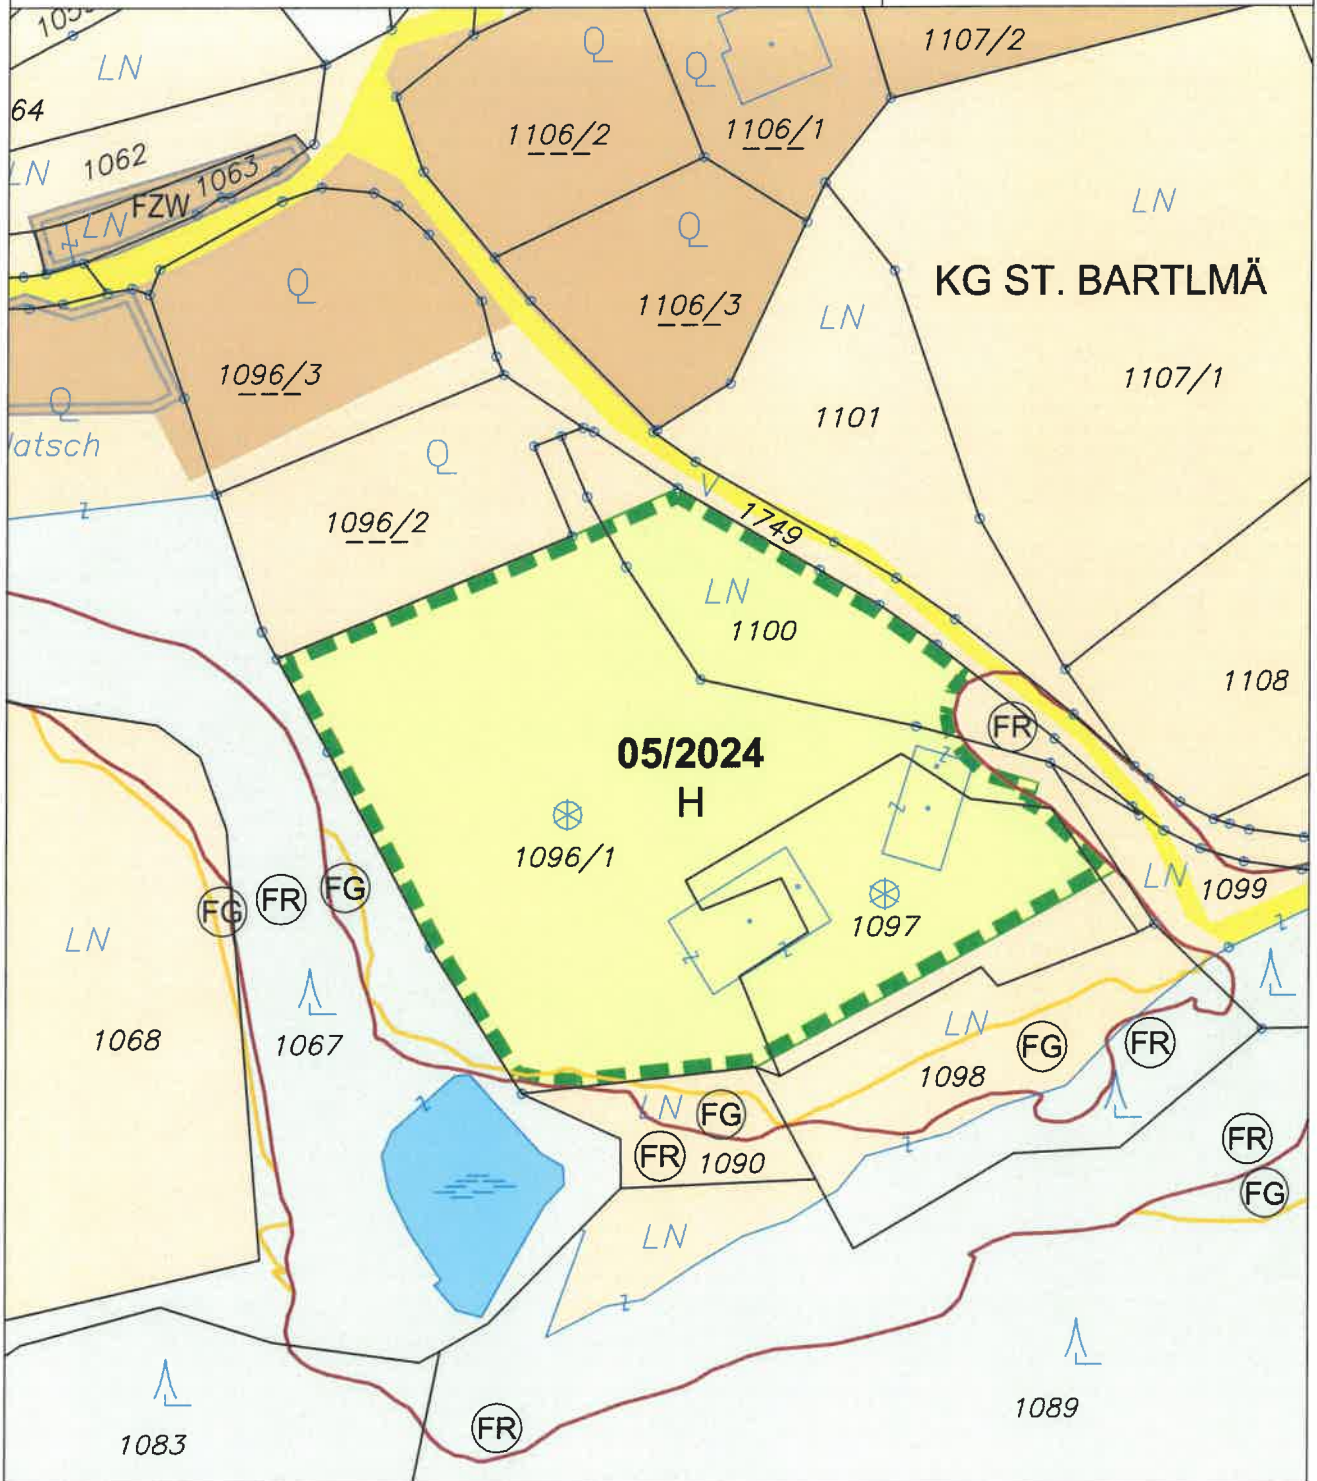 1107/2
LN
Q
Q
64
1106/2
1106/1
1062
1063
LN
FZW
LN
LN
Q
Q
KG ST. BARTLMÄ
1106/3
LN
1096/3
1107/1
Q
1101
latsch
Q
1096/2
V
1749
LN
1100
1108
FR
05/2024
H
1096/1
FG
FR
FG
LN
1099
1097
LN
1068
1067
LN
FG
FR
1098
LN
FG
FR
FR
1090
FG
LN
1089
FR
1083